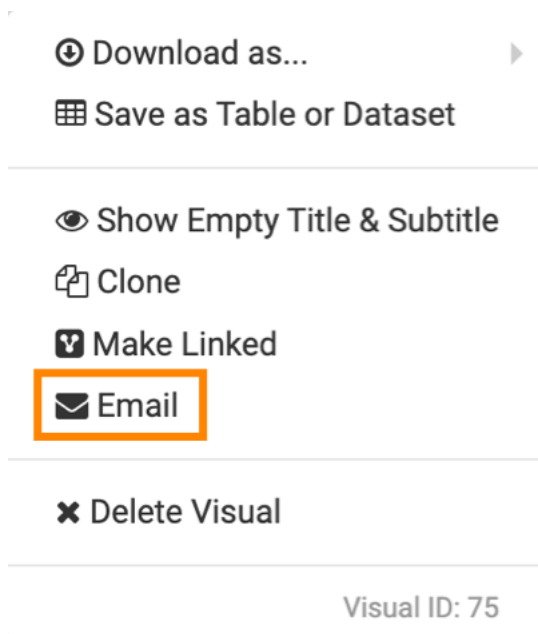 Download as...
Save as Table or Dataset
Show Empty Title & Subtitle
Clone
Make Linked
Email
Delete Visual
Visual ID: 75